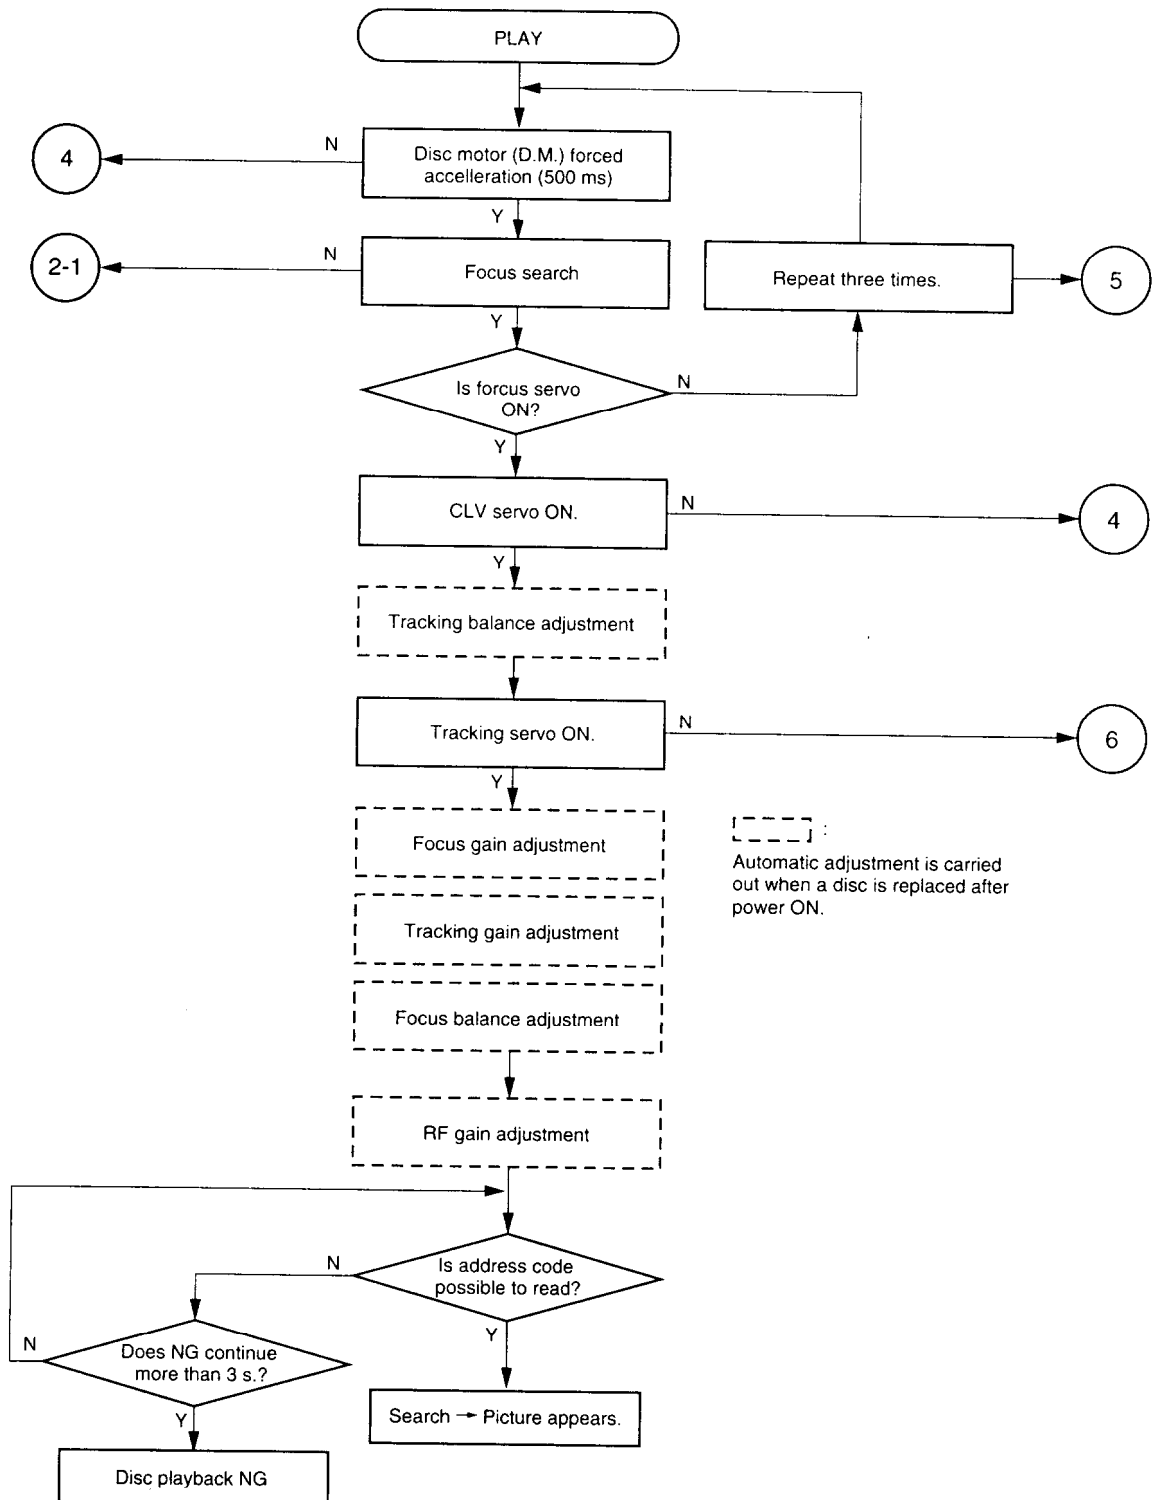 PLAY
N
4
Disc motor (D.M.) forced
accelleration (500 ms)
Y
N
2-1
Focus search
Repeat three times.
5
Y
Is forcus servo
ON?
N
Y
CLV servo ON.
N
4
Y
Tracking balance adjustment
Tracking servo ON.
N
6
Y
Focus gain adjustment
:
Automatic adjustment is carried
out when a disc is replaced after
power ON.
Tracking gain adjustment
Focus balance adjustment
RF gain adjustment
N
Is address code
possible to read?
N
Does NG continue
more than 3 s.?
Y
Search → Picture appears.
Y
Disc playback NG